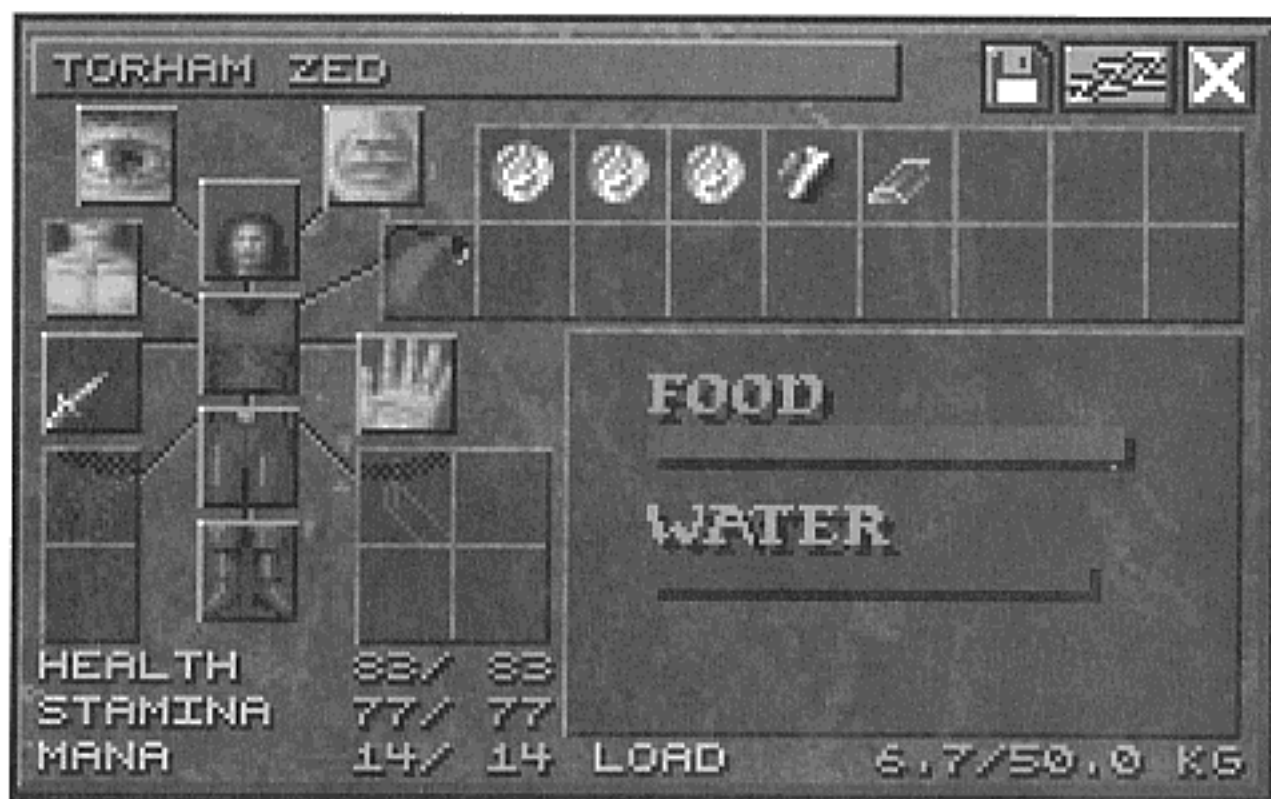 TORHAM ZED
FOOD
WATER
HEALTH 83/ 83
STAMINA 77/ 77
MANA 14/ 14 LOAD 6.7/50.0 KG